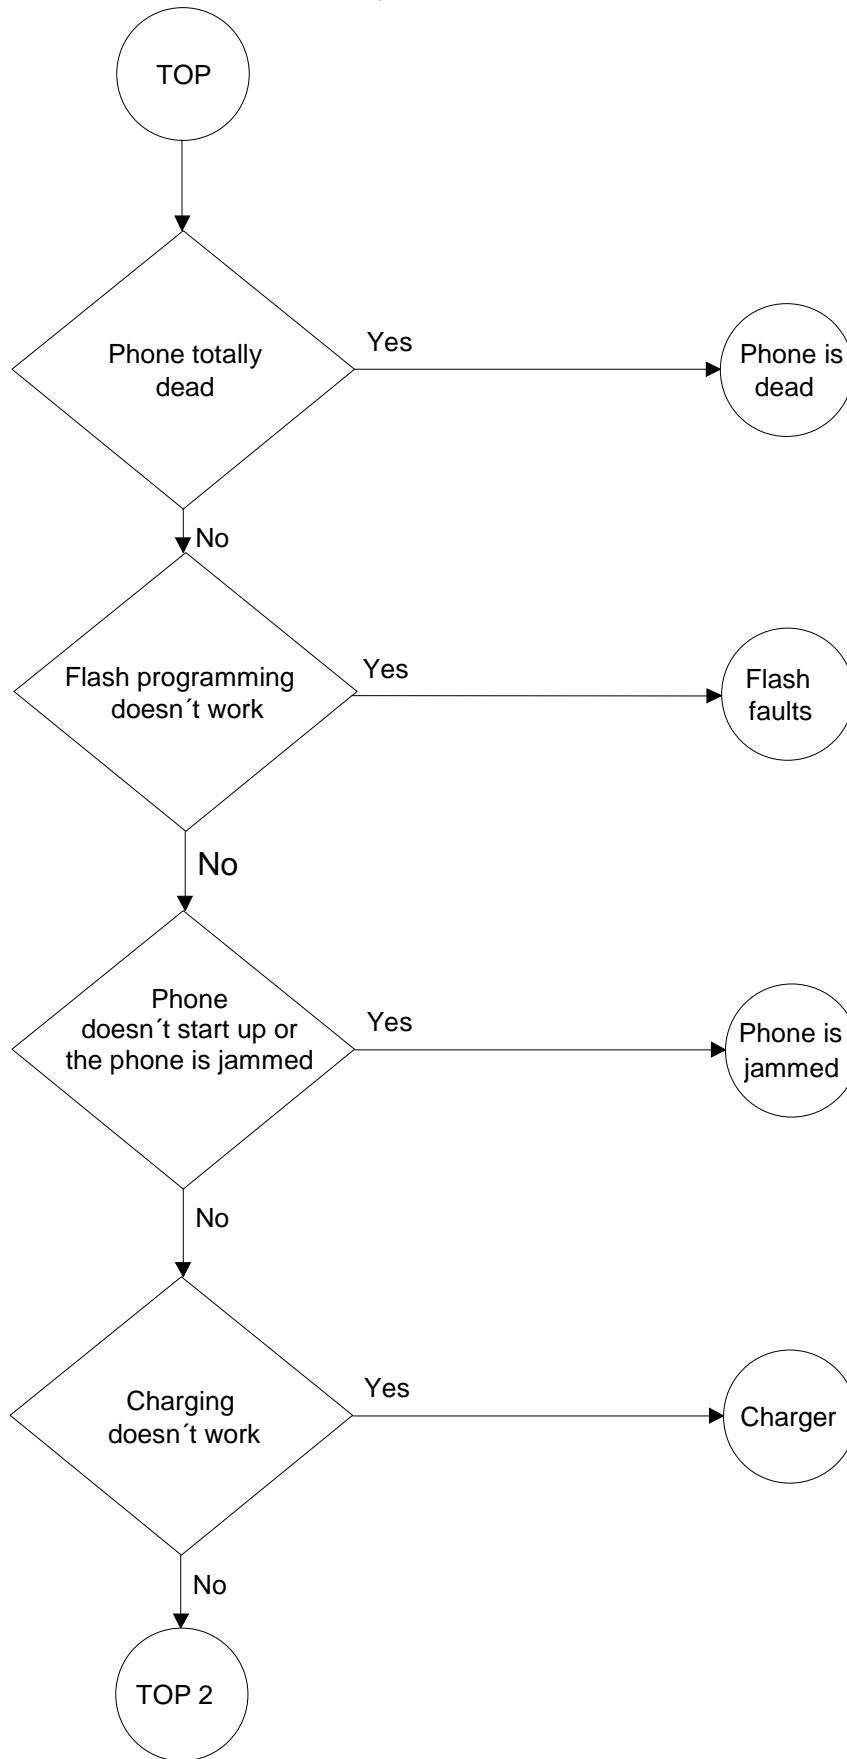 TOP
Phone totally
dead
Yes
Phone is
dead
No
Flash programming
doesn´t work
Yes
Flash
faults
No
Phone
doesn´t start up or
the phone is jammed
Yes
Phone is
jammed
No
Charging
doesn´t work
Yes
Charger
No
TOP 2